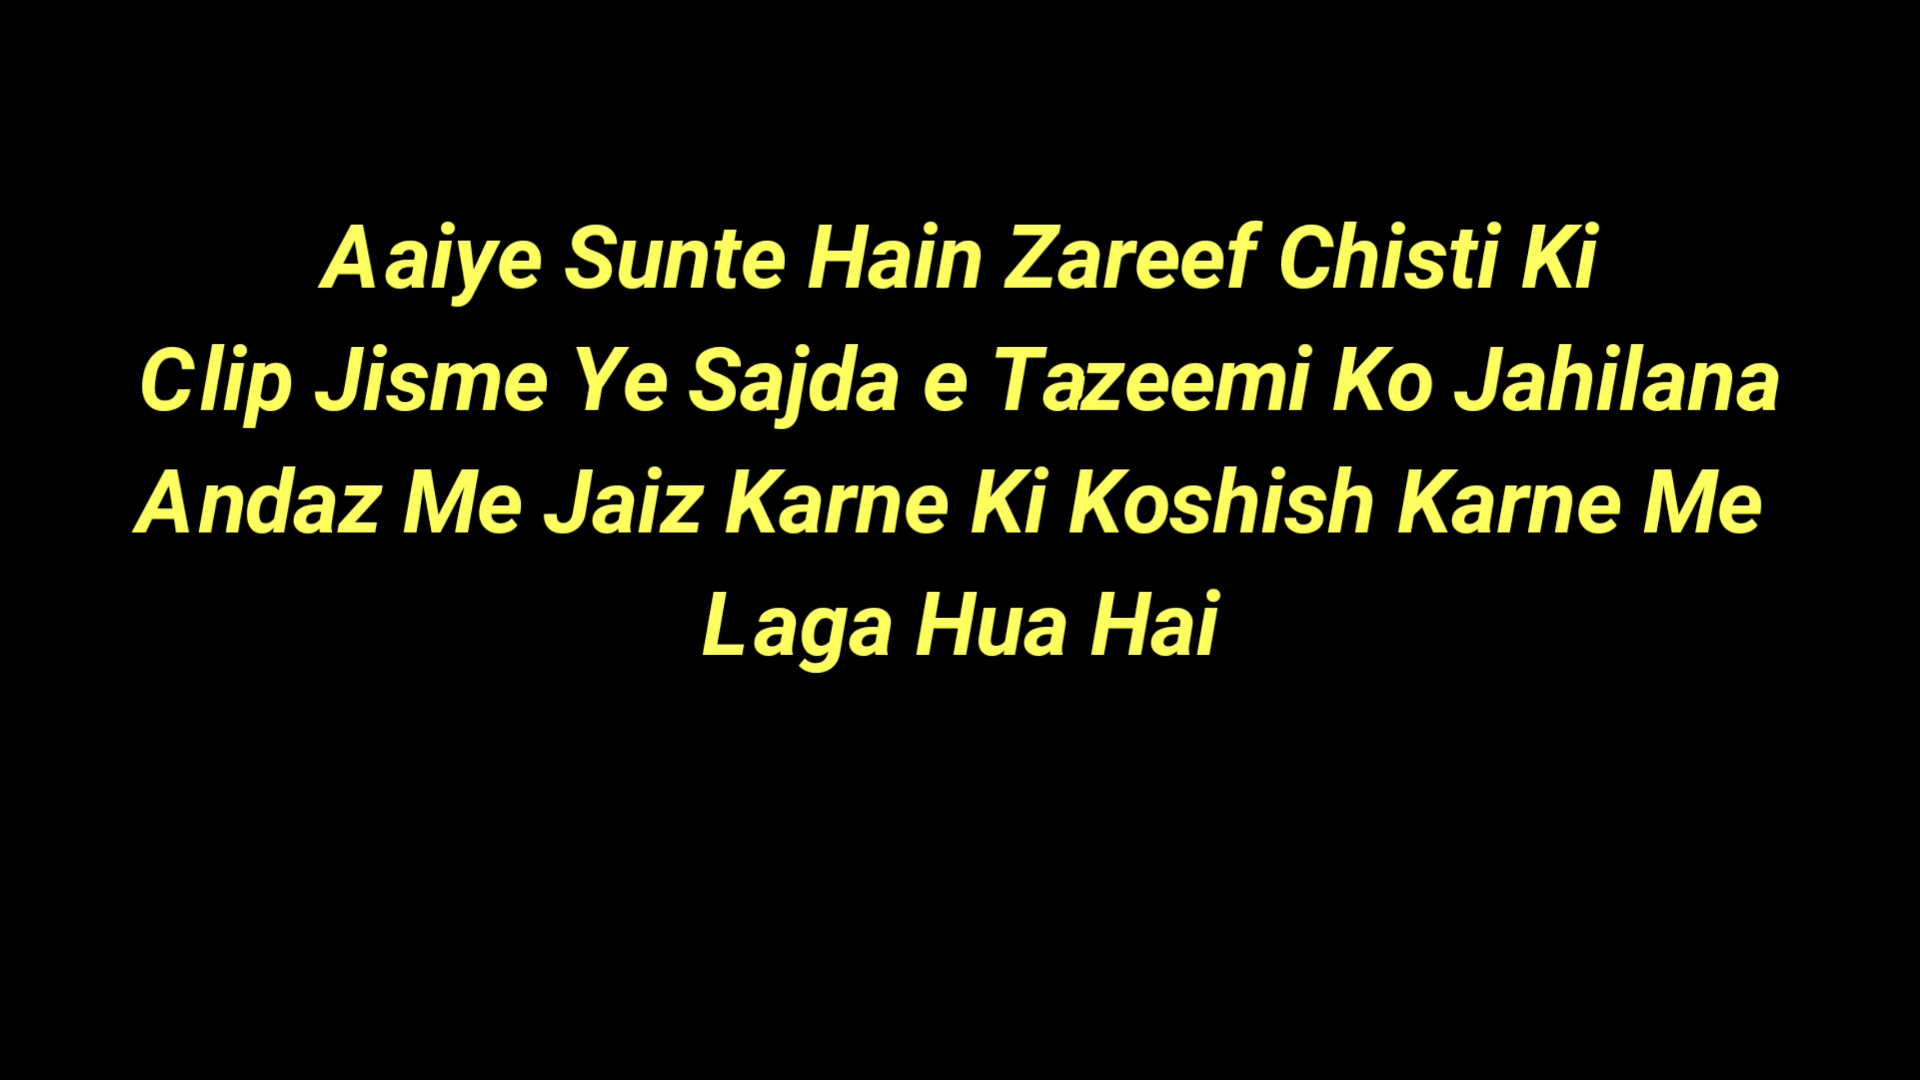 Aaiye Sunte Hain Zareef Chisti Ki
Clip Jisme Ye Sajda e Tazeemi Ko Jahilana
Andaz Me Jaiz Karne Ki Koshish Karne Me
Laga Hua Hai